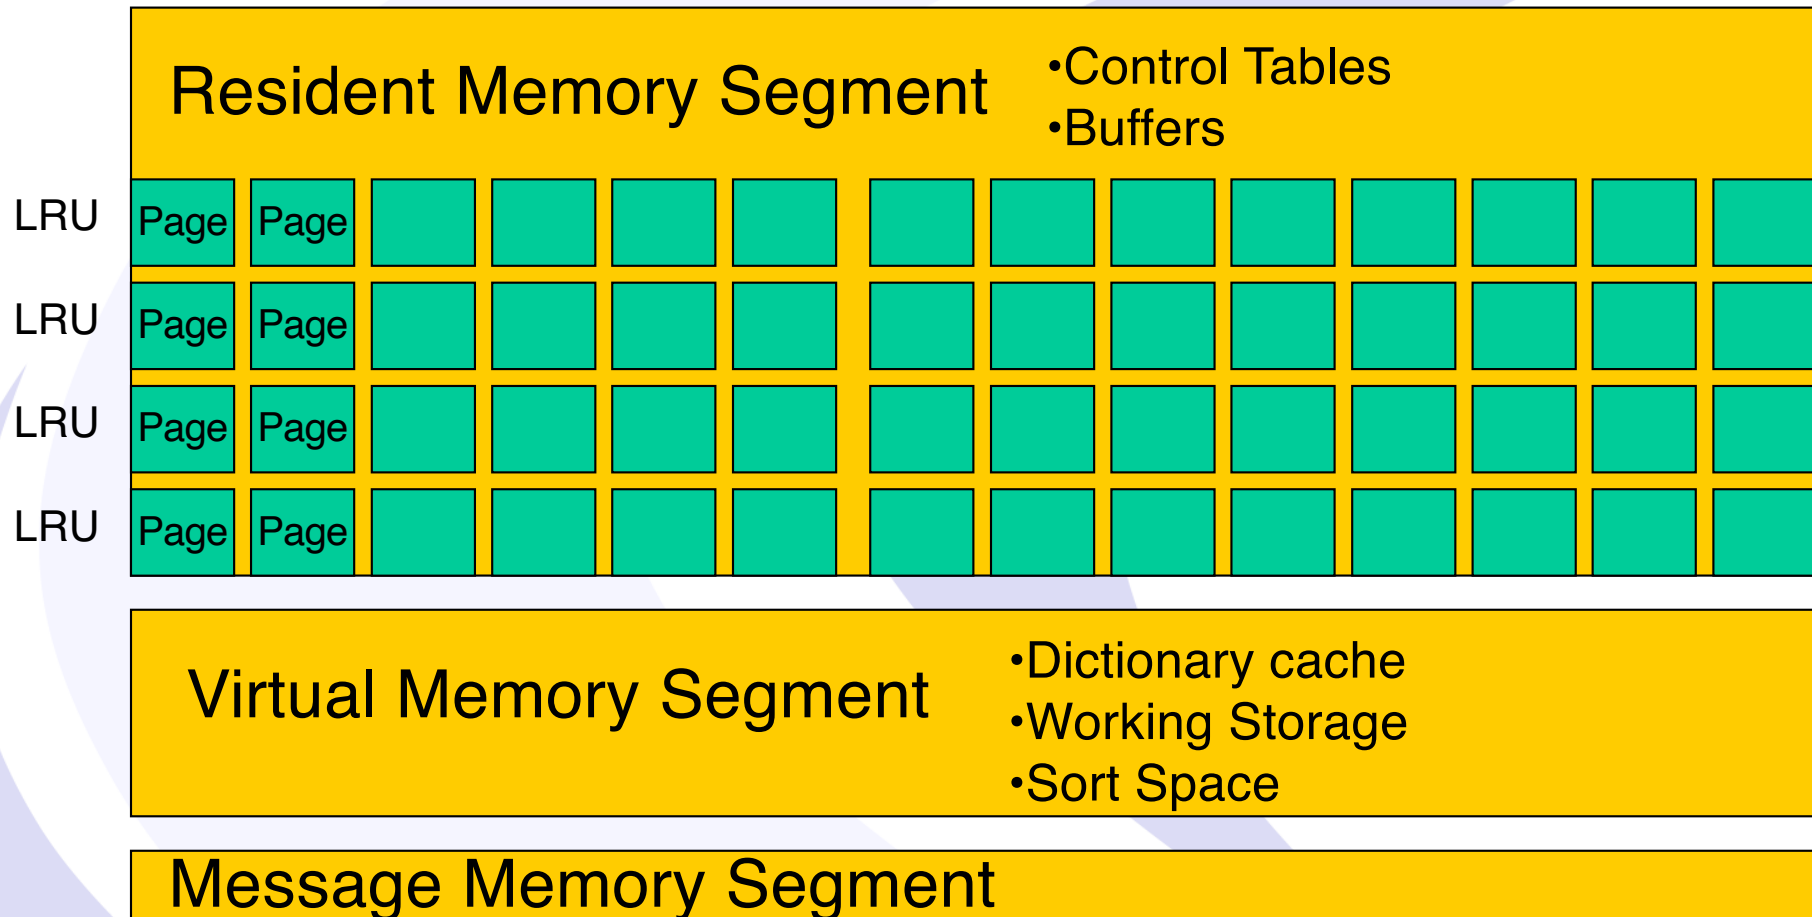 Resident Memory Segment
•Control Tables
•Buffers
LRU Page Page
LRU Page Page
LRU Page Page
LRU Page Page
Virtual Memory Segment
•Dictionary cache
•Working Storage
•Sort Space
Message Memory Segment